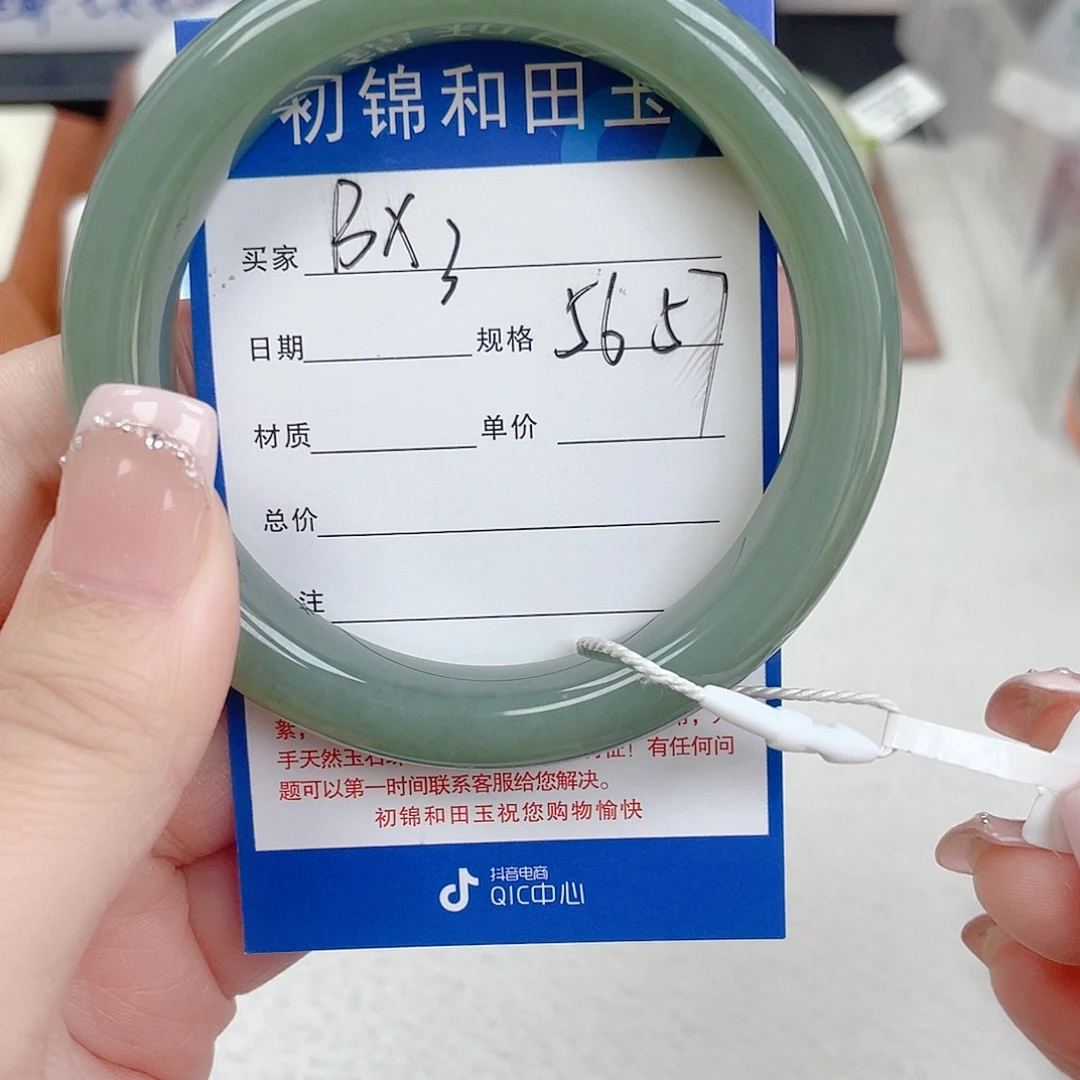 初锦和田玉
买家 BX3
日期 规格 5657
材质 单价
总价
注
絮，
手天然玉石 有任何问
题可以第一时间联系客服给您解决。
初锦和田玉祝您购物愉快
抖音电商
QIC中心